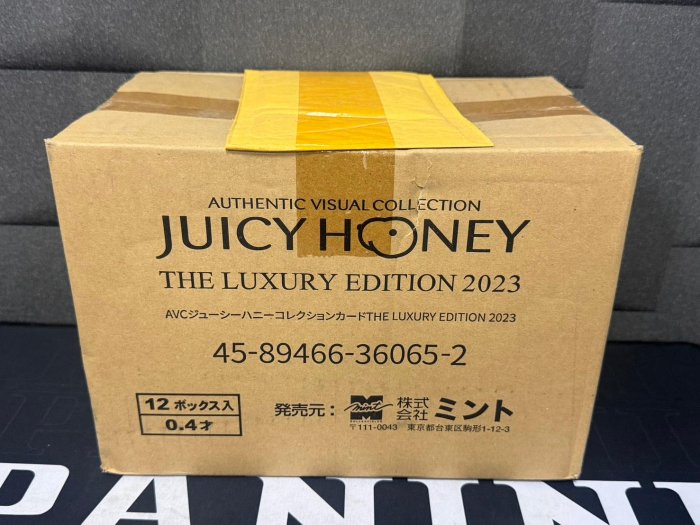 AUTHENTIC VISUAL COLLECTION
JUICY HONEY
THE LUXURY EDITION 2023
AVCジューシーハニーコレクションカードTHE LUXURY EDITION 2023
45-89466-36065-2
12ボックス入
0.4才
発売元：
mint
株式会社ミント
〒111-0043 東京都台東区駒形1-12-3
PANINI